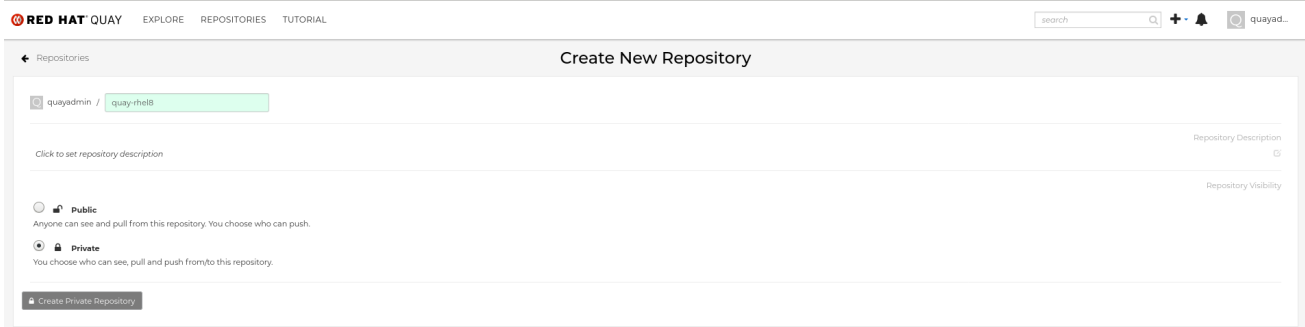 RED HAT® QUAY EXPLORE REPOSITORIES TUTORIAL search quayad...
Repositories Create New Repository
quayadmin / quay-rhel8
Repository Description
Click to set repository description
Repository Visibility
Public
Anyone can see and pull from this repository. You choose who can push.
Private
You choose who can see, pull and push from/to this repository.
Create Private Repository